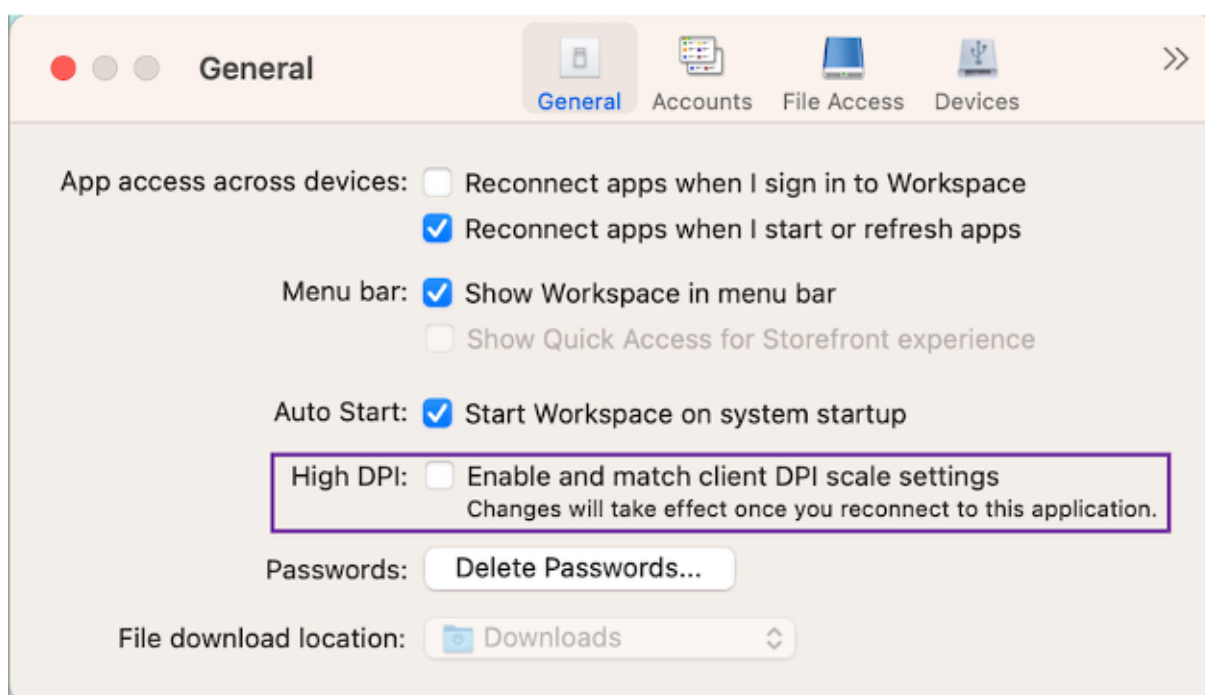 General
General
Accounts
File Access
Devices
App access across devices: Reconnect apps when I sign in to Workspace
Reconnect apps when I start or refresh apps
Menu bar: Show Workspace in menu bar
Show Quick Access for Storefront experience
Auto Start: Start Workspace on system startup
High DPI: Enable and match client DPI scale settings
Changes will take effect once you reconnect to this application.
Passwords: Delete Passwords...
File download location: Downloads